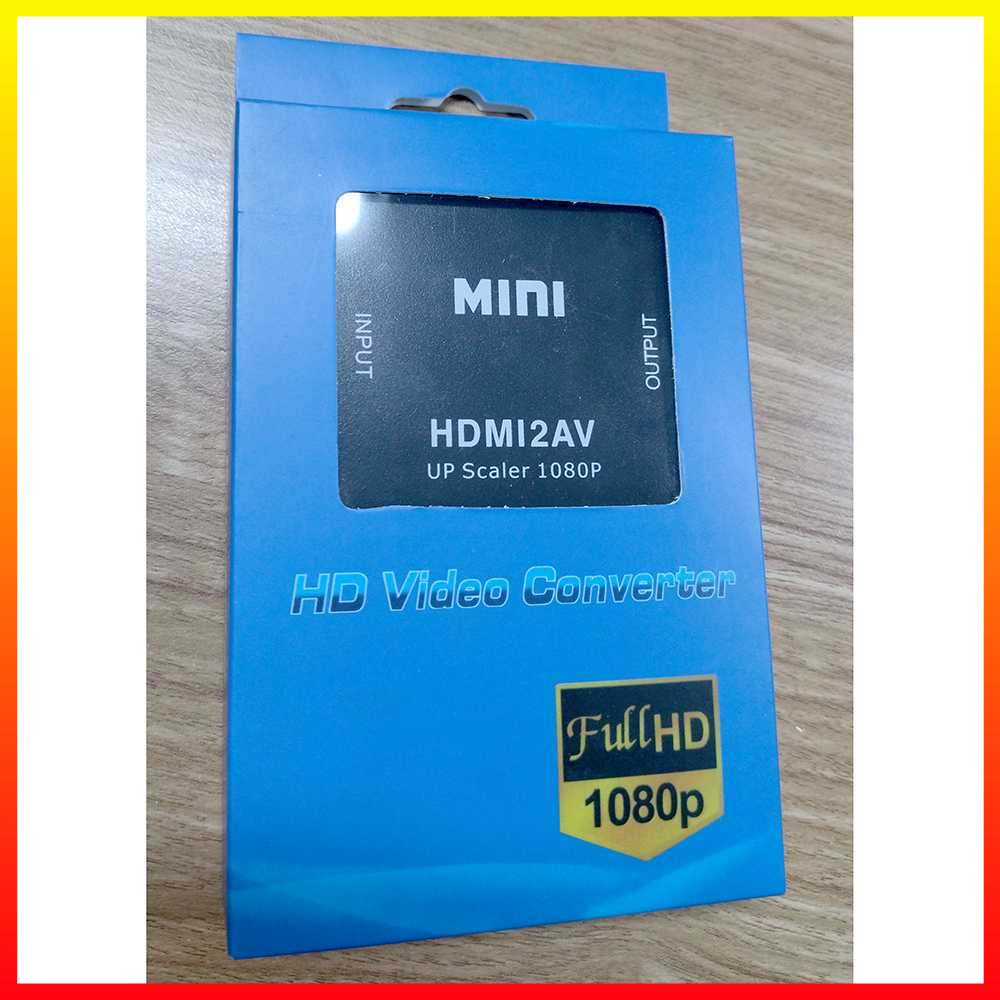 MINI
INPUT
OUTPUT
HDMI2AV
UP Scaler 1080P
HD Video Converter
Full HD
1080p